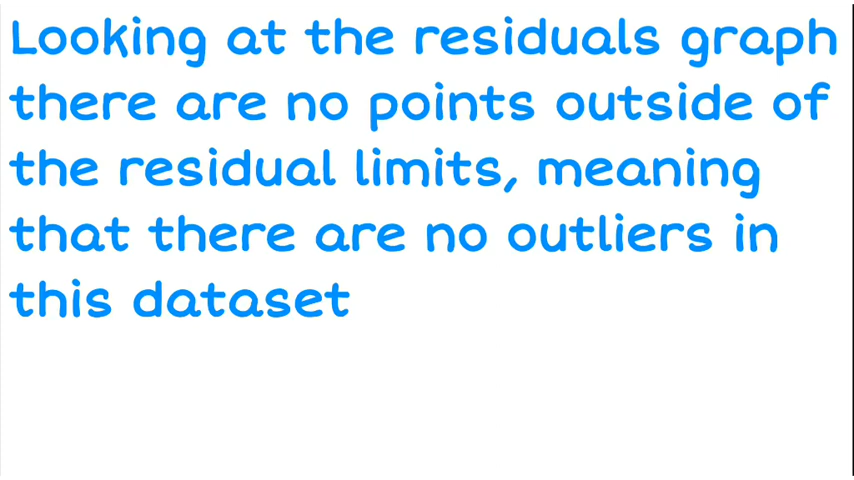 Looking at the residuals graph
there are no points outside of
the residual limits, meaning
that there are no outliers in
this dataset